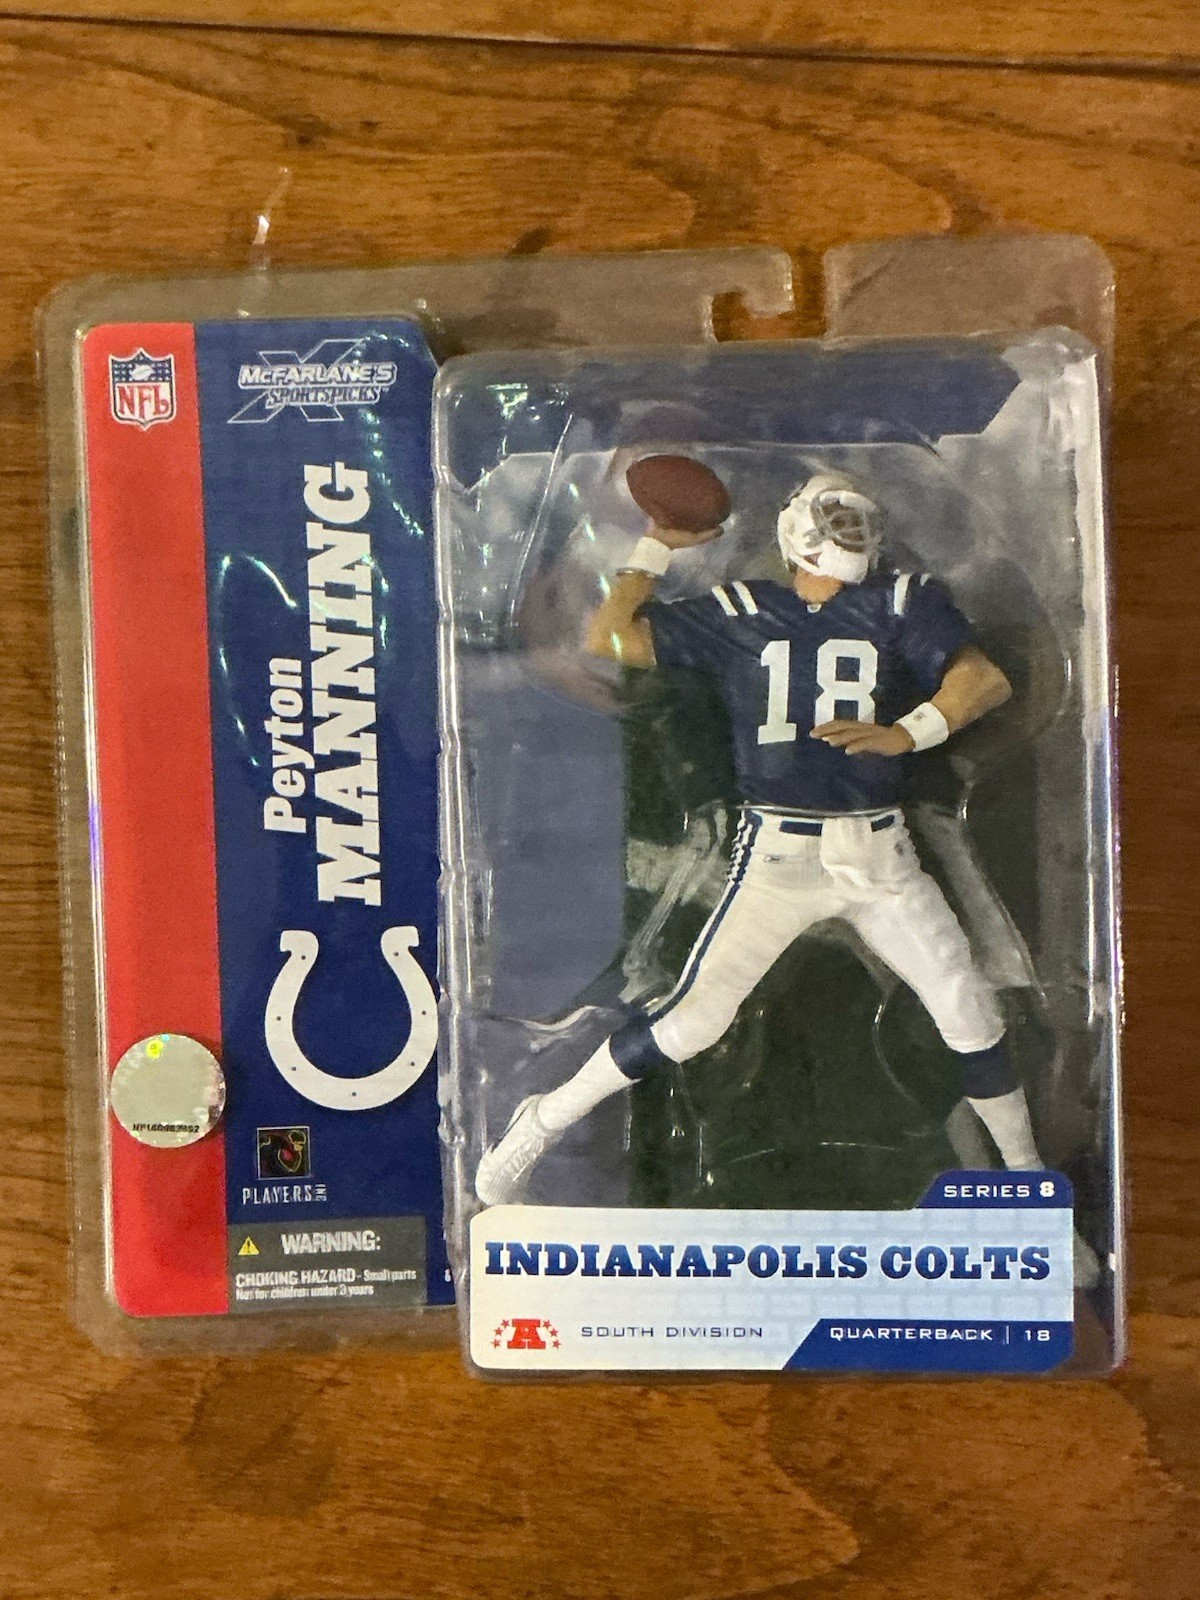 NFL
McFARLANE'S
SPORTSPICKS
Peyton
MANNING
PLAYERS INC
WARNING:
CHOKING HAZARD - Small parts
Not for children under 3 years
18
SERIES 8
INDIANAPOLIS COLTS
A
SOUTH DIVISION
QUARTERBACK | 18